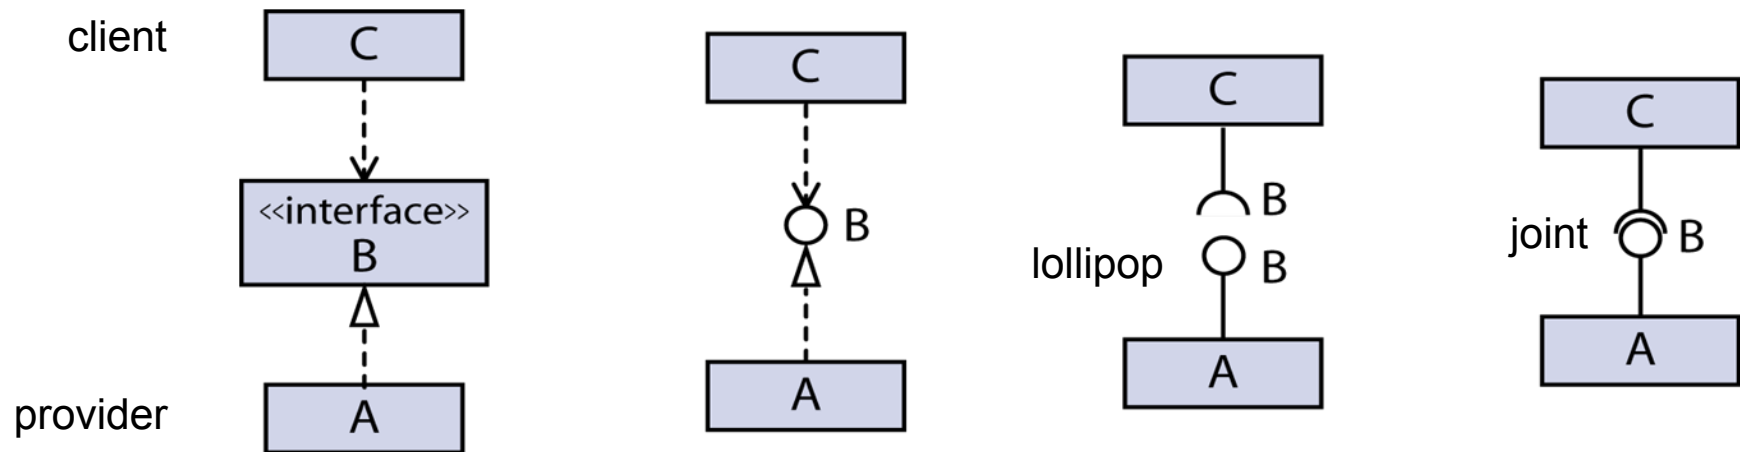 client
C
<<interface>>
B
provider
A
C
B
A
C
B
lollipop
B
A
C
joint
B
A